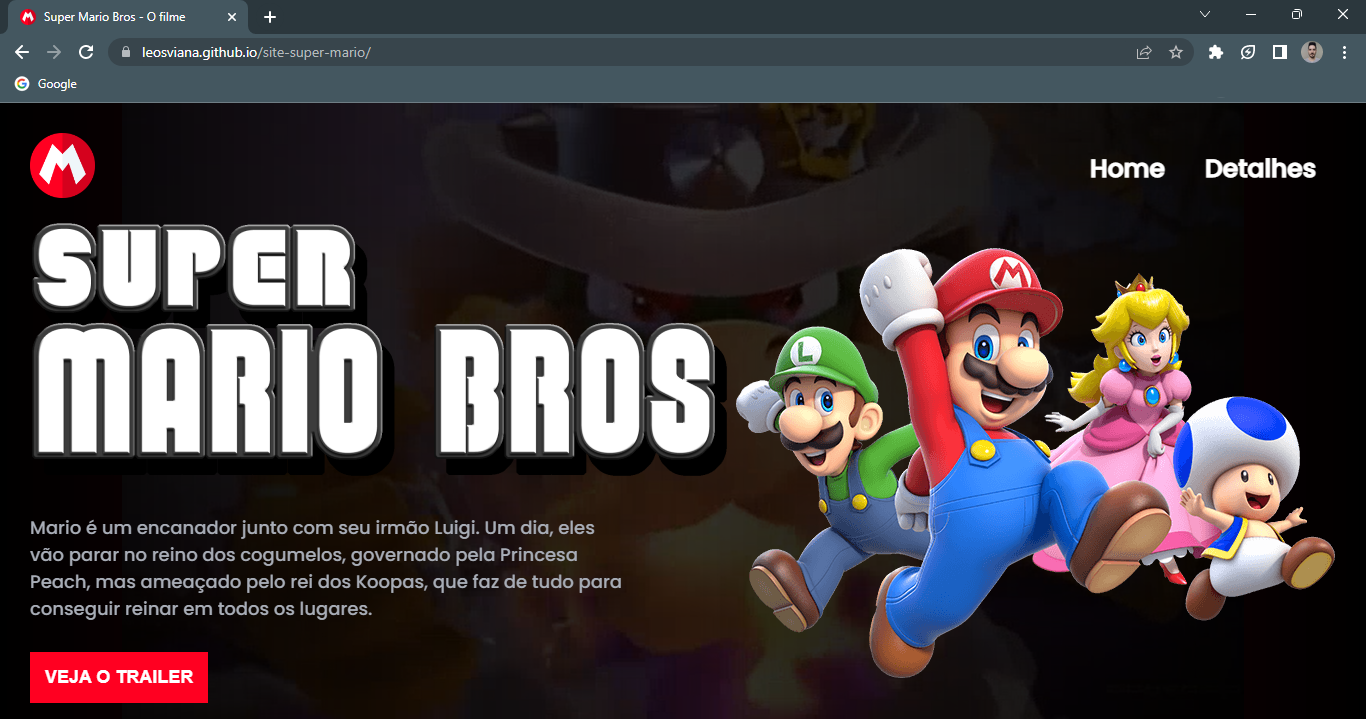 Super Mario Bros - O filme
leosviana.github.io/site-super-mario/
Google
M
Home Detalhes
SUPER
MARIO BROS
M
L
Mario é um encanador junto com seu irmão Luigi. Um dia, eles
vão parar no reino dos cogumelos, governado pela Princesa
Peach, mas ameaçado pelo rei dos Koopas, que faz de tudo para
conseguir reinar em todos os lugares.
VEJA O TRAILER